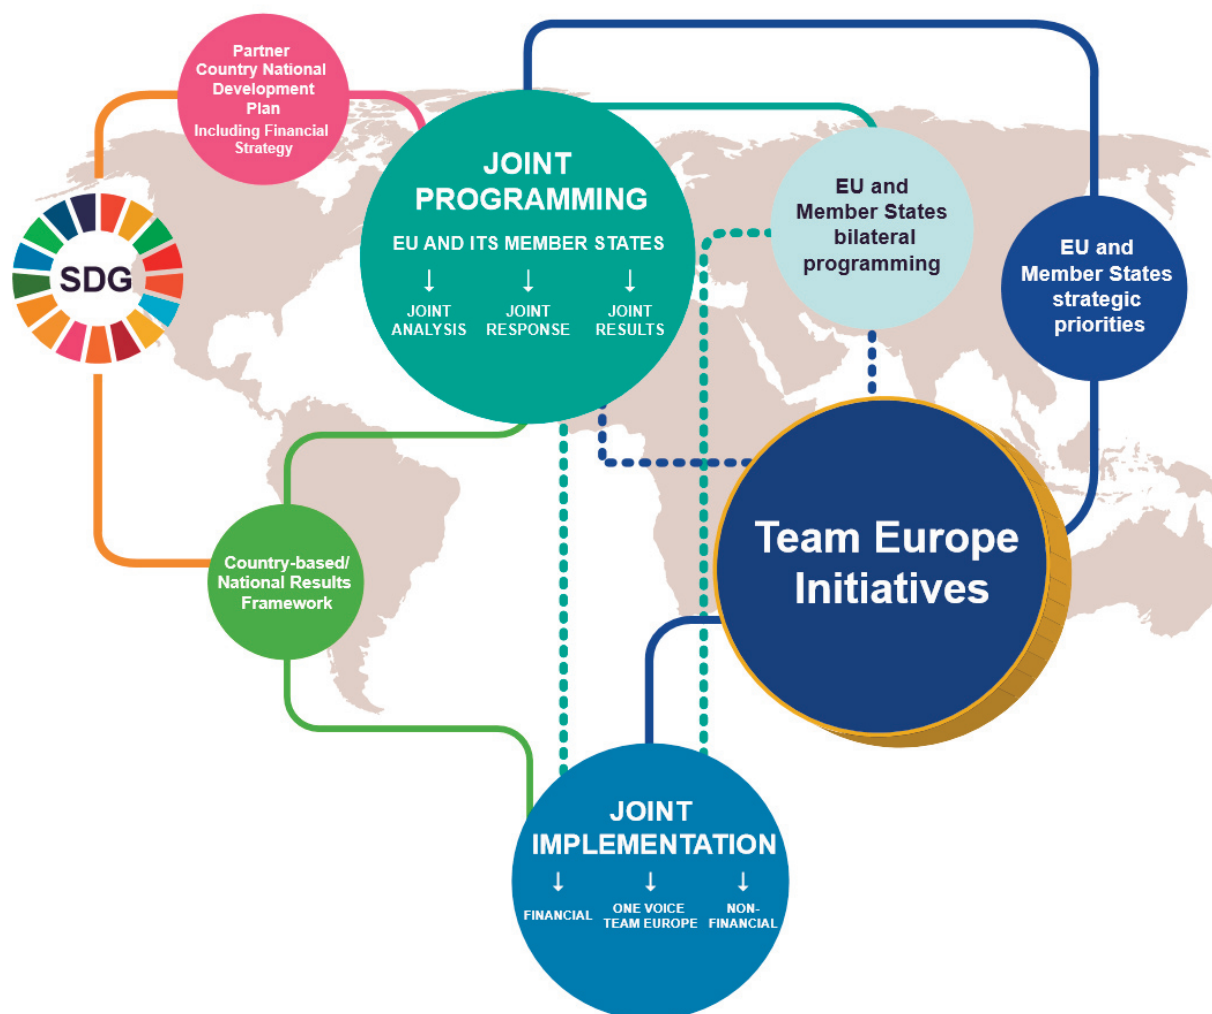 Partner
Country National
Development
Plan
Including Financial
Strategy
SDG
JOINT
PROGRAMMING
EU AND ITS MEMBER STATES
↓ ↓ ↓
JOINT
ANALYSIS
JOINT
RESPONSE
JOINT
RESULTS
EU and
Member States
bilateral
programming
EU and
Member States
strategic
priorities
Country-based/
National Results
Framework
Team Europe
Initiatives
JOINT
IMPLEMENTATION
↓ ↓ ↓
FINANCIAL
ONE VOICE
TEAM EUROPE
NON-
FINANCIAL